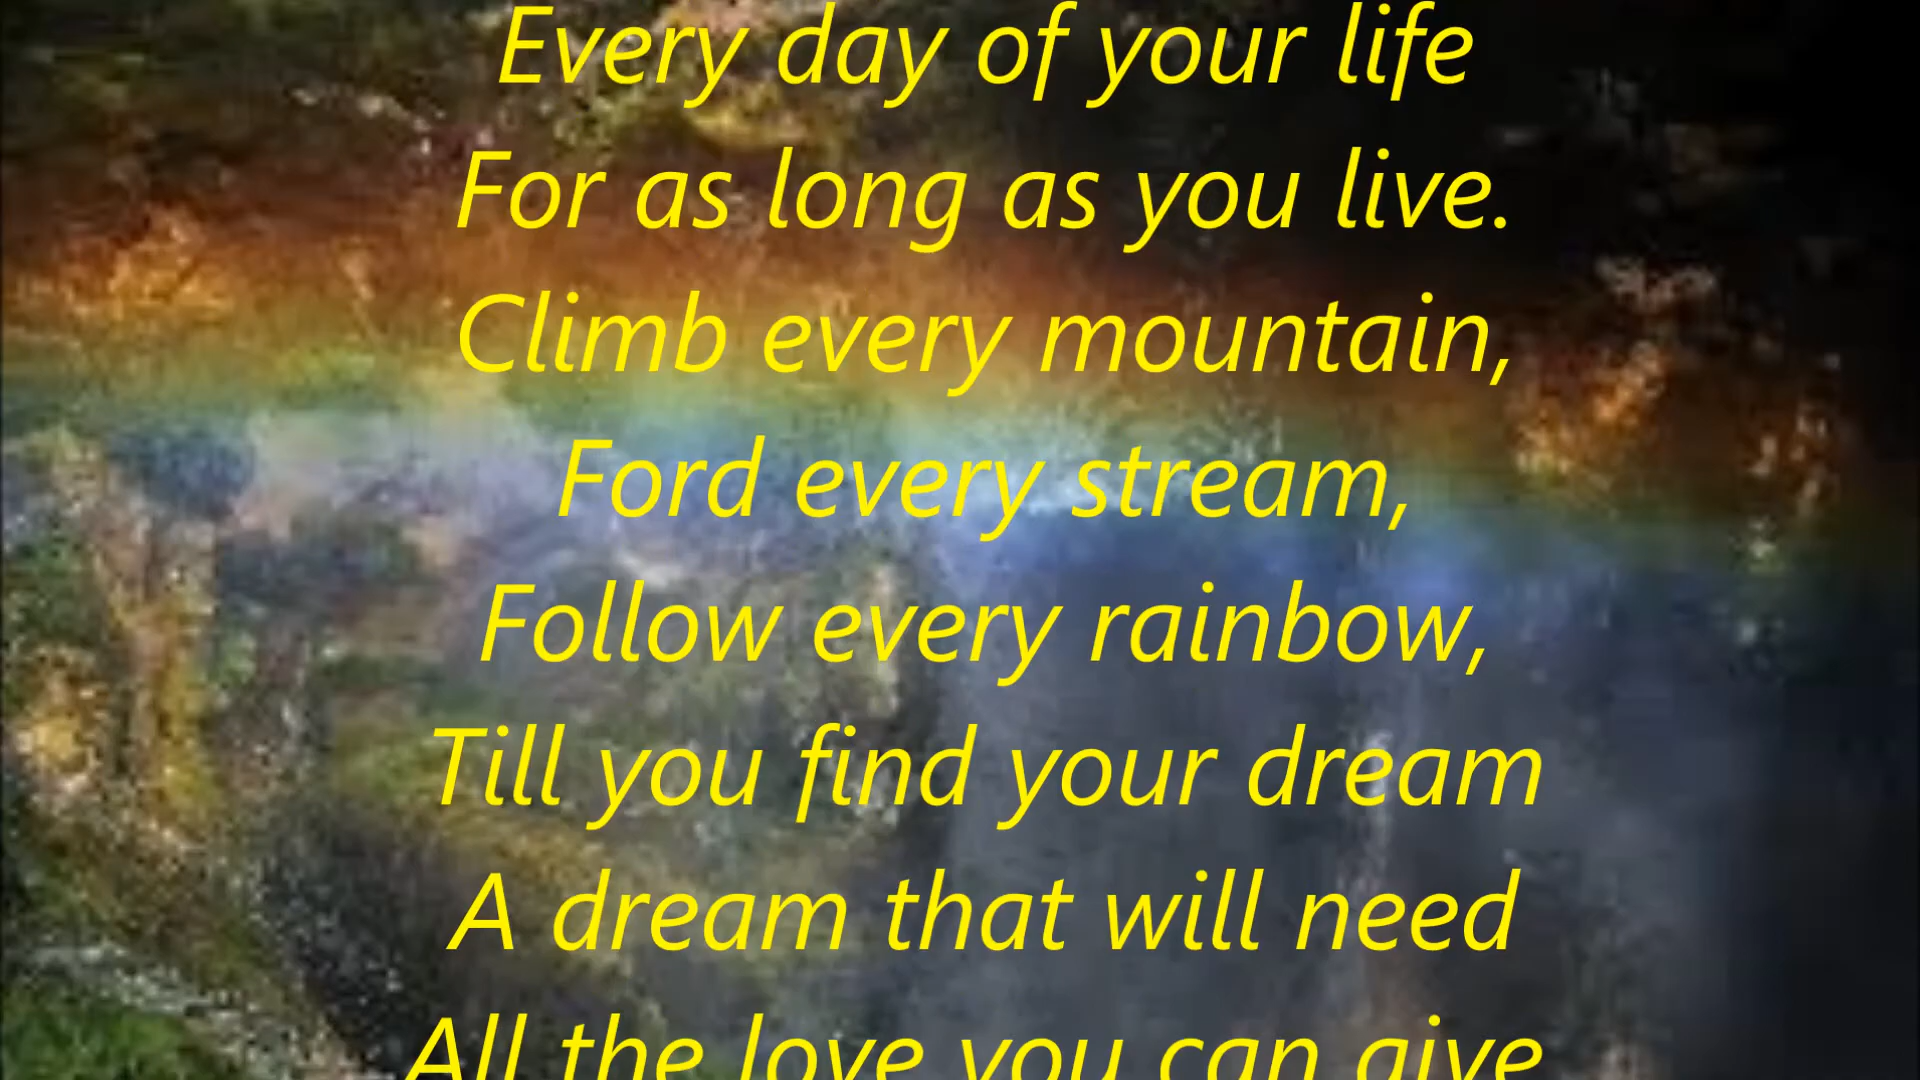 Every day of your life
For as long as you live.
Climb every mountain,
Ford every stream,
Follow every rainbow,
Till you find your dream
A dream that will need
All the love you can give